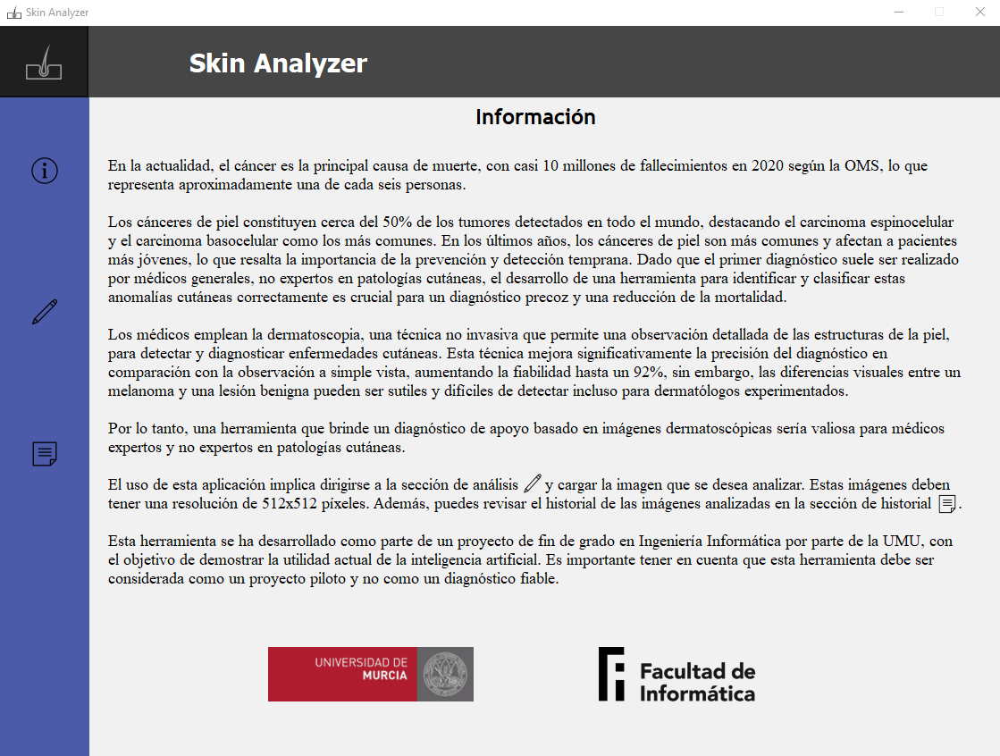 Skin Analyzer
Skin Analyzer
Información
En la actualidad, el cáncer es la principal causa de muerte, con casi 10 millones de fallecimientos en 2020 según la OMS, lo que
representa aproximadamente una de cada seis personas.
Los cánceres de piel constituyen cerca del 50% de los tumores detectados en todo el mundo, destacando el carcinoma espinocelular
y el carcinoma basocelular como los más comunes. En los últimos años, los cánceres de piel son más comunes y afectan a pacientes
más jóvenes, lo que resalta la importancia de la prevención y detección temprana. Dado que el primer diagnóstico suele ser realizado
por médicos generales, no expertos en patologías cutáneas, el desarrollo de una herramienta para identificar y clasificar estas
anomalías cutáneas correctamente es crucial para un diagnóstico precoz y una reducción de la mortalidad.
Los médicos emplean la dermatoscopia, una técnica no invasiva que permite una observación detallada de las estructuras de la piel,
para detectar y diagnosticar enfermedades cutáneas. Esta técnica mejora significativamente la precisión del diagnóstico en
comparación con la observación a simple vista, aumentando la fiabilidad hasta un 92%, sin embargo, las diferencias visuales entre un
melanoma y una lesión benigna pueden ser sutiles y difíciles de detectar incluso para dermatólogos experimentados.
Por lo tanto, una herramienta que brinde un diagnóstico de apoyo basado en imágenes dermatoscópicas sería valiosa para médicos
expertos y no expertos en patologías cutáneas.
El uso de esta aplicación implica dirigirse a la sección de análisis y cargar la imagen que se desea analizar. Estas imágenes deben
tener una resolución de 512x512 píxeles. Además, puedes revisar el historial de las imágenes analizadas en la sección de historial .
Esta herramienta se ha desarrollado como parte de un proyecto de fin de grado en Ingeniería Informática por parte de la UMU, con
el objetivo de demostrar la utilidad actual de la inteligencia artificial. Es importante tener en cuenta que esta herramienta debe ser
considerada como un proyecto piloto y no como un diagnóstico fiable.
UNIVERSIDAD DE
MURCIA
Facultad de
Informática